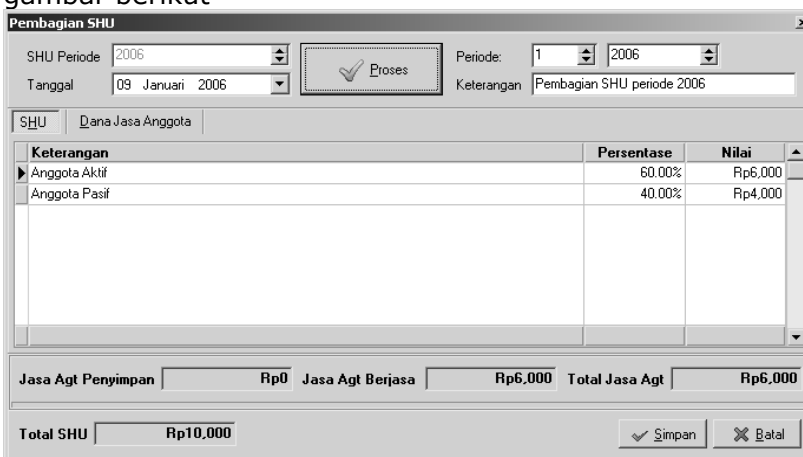 gambar berikut
Pembagian SHU
SHU Periode 2006 Proses Periode: 1 2006
Tanggal 09 Januari 2006 Keterangan Pembagian SHU periode 2006
SHU Dana Jasa Anggota
Keterangan Persentase Nilai
Anggota Aktif 60.00% Rp6,000
Anggota Pasif 40.00% Rp4,000
Jasa Agt Penyimpan Rp0 Jasa Agt Berjasa Rp6,000 Total Jasa Agt Rp6,000
Total SHU Rp10,000 Simpan Batal